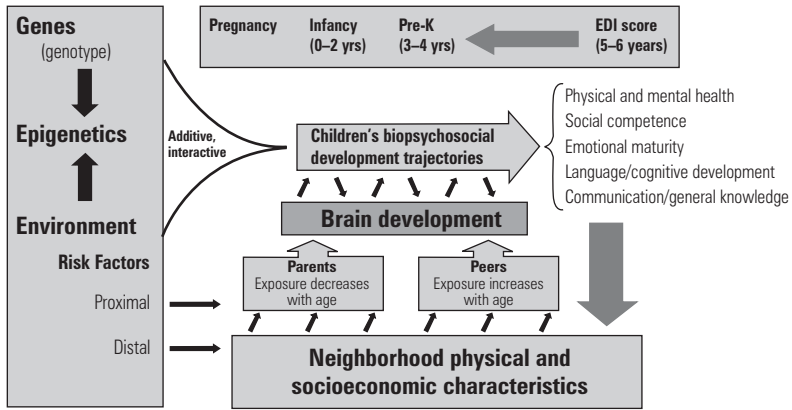 Genes
(genotype)
Epigenetics
Environment
Risk Factors
Proximal
Distal
Additive,
interactive
Pregnancy
Infancy
(0–2 yrs)
Pre-K
(3–4 yrs)
EDI score
(5–6 years)
Children's biopsychosocial
development trajectories
Physical and mental health
Social competence
Emotional maturity
Language/cognitive development
Communication/general knowledge
Brain development
Parents
Exposure decreases
with age
Peers
Exposure increases
with age
Neighborhood physical and
socioeconomic characteristics